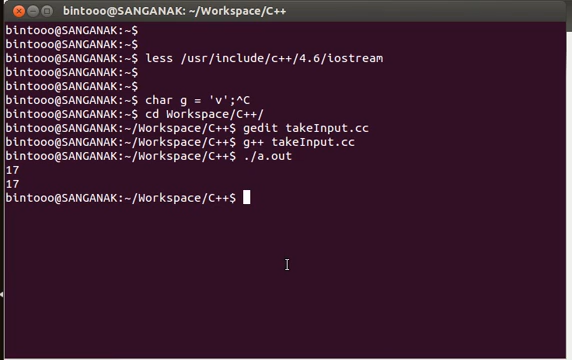 bintooo@SANGANAK: ~/Workspace/C++
bintooo@SANGANAK:~$
bintooo@SANGANAK:~$
bintooo@SANGANAK:~$ less /usr/include/c++/4.6/iostream
bintooo@SANGANAK:~$
bintooo@SANGANAK:~$
bintooo@SANGANAK:~$ char g = 'v';^C
bintooo@SANGANAK:~$ cd Workspace/C++/
bintooo@SANGANAK:~/Workspace/C++$ gedit takeInput.cc
bintooo@SANGANAK:~/Workspace/C++$ g++ takeInput.cc
bintooo@SANGANAK:~/Workspace/C++$ ./a.out
17
17
bintooo@SANGANAK:~/Workspace/C++$